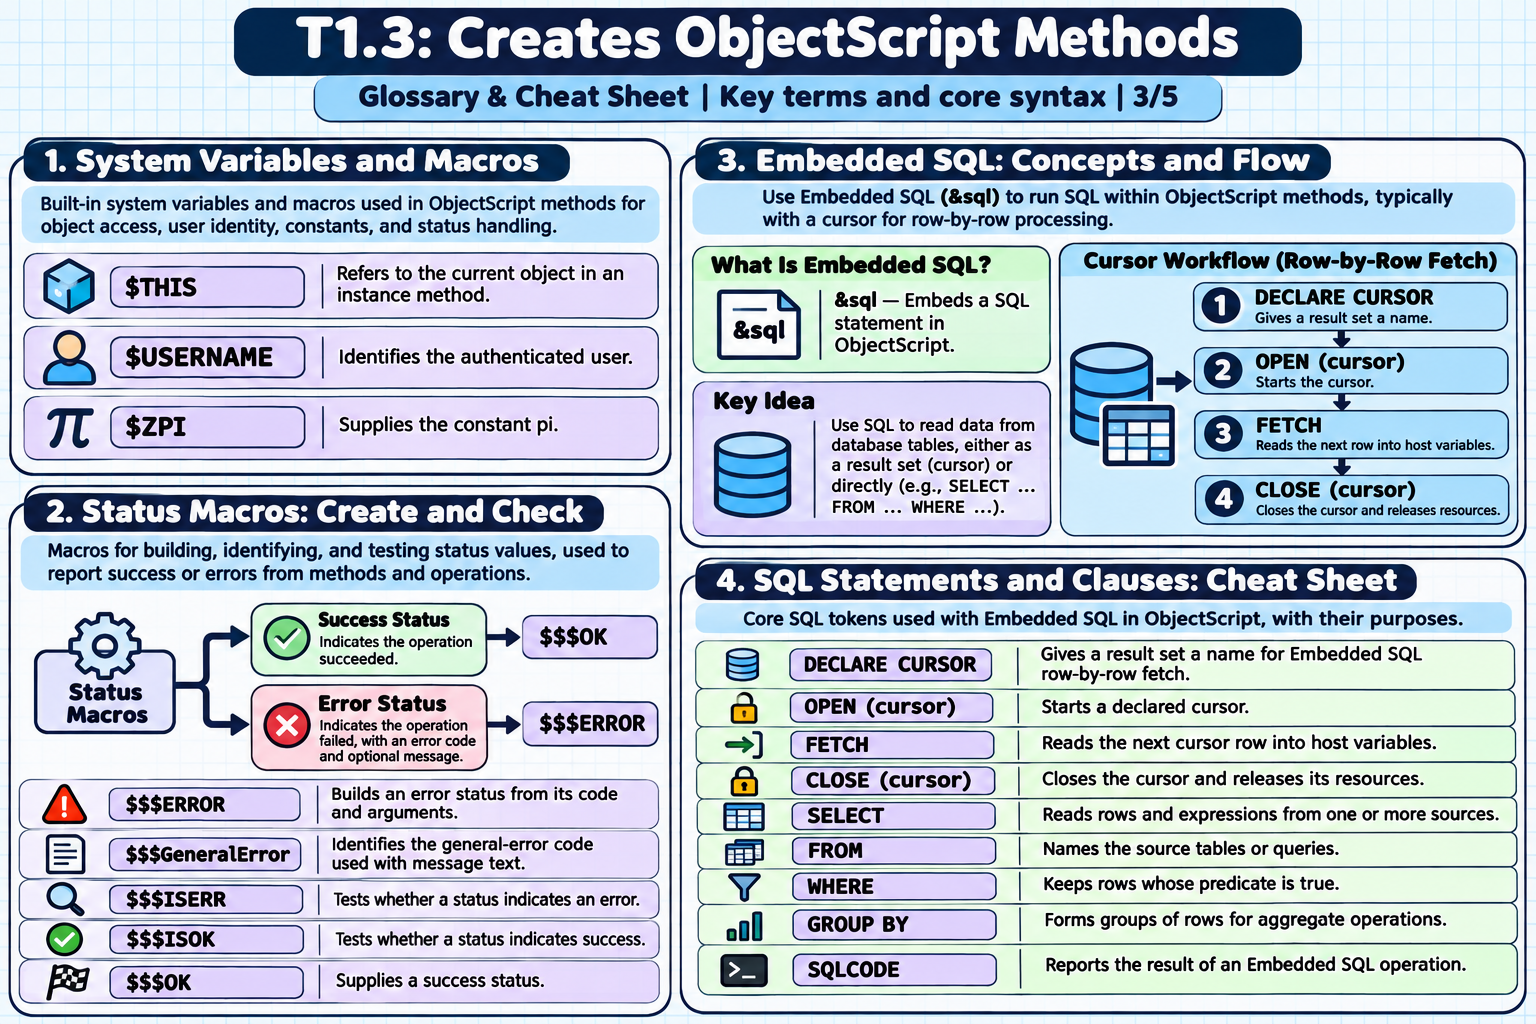 T1.3: Creates ObjectScript Methods
Glossary & Cheat Sheet | Key terms and core syntax | 3/5
1. System Variables and Macros
Built-in system variables and macros used in ObjectScript methods for
object access, user identity, constants, and status handling.
$THIS
Refers to the current object in an
instance method.
$USERNAME
Identifies the authenticated user.
π
$ZPI
Supplies the constant pi.
2. Status Macros: Create and Check
Macros for building, identifying, and testing status values, used to
report success or errors from methods and operations.
Status
Macros
Success Status
Indicates the operation
succeeded.
$$$OK
Error Status
Indicates the operation
failed, with an error code
and optional message.
$$$ERROR
$$$ERROR
Builds an error status from its code
and arguments.
$$$GeneralError
Identifies the general-error code
used with message text.
$$$ISERR
Tests whether a status indicates an error.
$$$ISOK
Tests whether a status indicates success.
$$$OK
Supplies a success status.
3. Embedded SQL: Concepts and Flow
Use Embedded SQL (&sql) to run SQL within ObjectScript methods, typically
with a cursor for row-by-row processing.
What Is Embedded SQL?
&sql
&sql — Embeds a SQL
statement in
ObjectScript.
Key Idea
Use SQL to read data from
database tables, either as
a result set (cursor) or
directly (e.g., SELECT ...
FROM ... WHERE ...).
Cursor Workflow (Row-by-Row Fetch)
1
DECLARE CURSOR
Gives a result set a name.
2
OPEN (cursor)
Starts the cursor.
3
FETCH
Reads the next row into host variables.
4
CLOSE (cursor)
Closes the cursor and releases resources.
4. SQL Statements and Clauses: Cheat Sheet
Core SQL tokens used with Embedded SQL in ObjectScript, with their purposes.
DECLARE CURSOR
Gives a result set a name for Embedded SQL
row-by-row fetch.
OPEN (cursor)
Starts a declared cursor.
FETCH
Reads the next cursor row into host variables.
CLOSE (cursor)
Closes the cursor and releases its resources.
SELECT
Reads rows and expressions from one or more sources.
FROM
Names the source tables or queries.
WHERE
Keeps rows whose predicate is true.
GROUP BY
Forms groups of rows for aggregate operations.
>_
SQLCODE
Reports the result of an Embedded SQL operation.